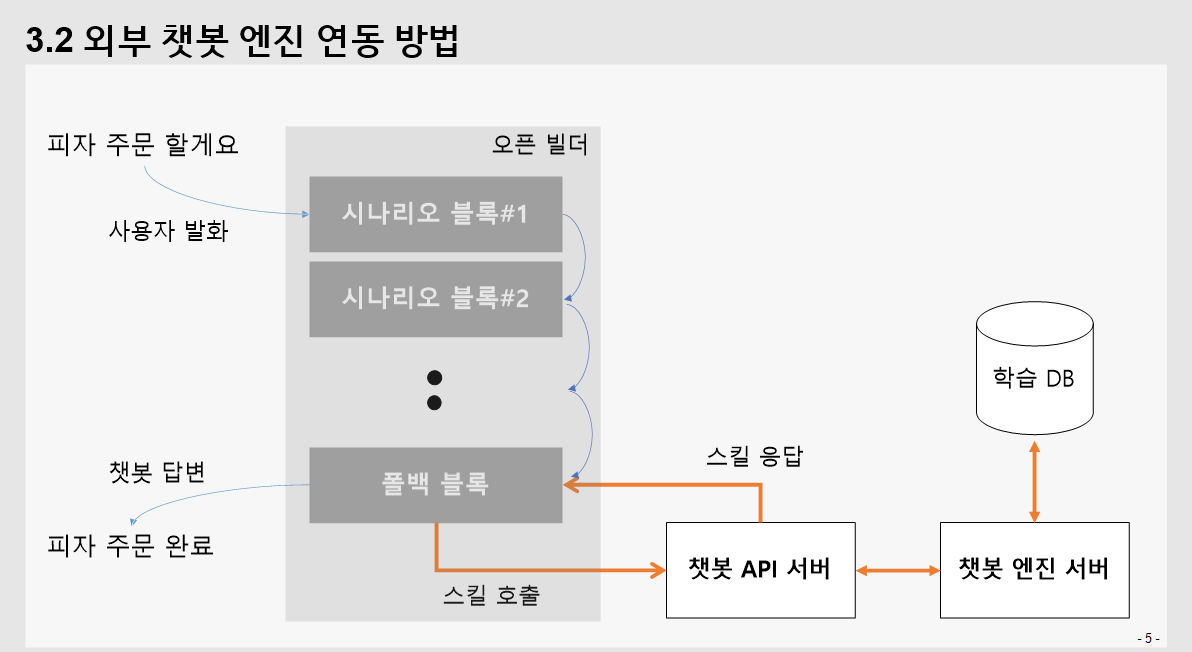 3.2 외부 챗봇 엔진 연동 방법
피자 주문 할게요
오픈 빌더
시나리오 블록#1
사용자 발화
시나리오 블록#2
학습 DB
챗봇 답변
폴백 블록
스킬 응답
피자 주문 완료
스킬 호출
챗봇 API 서버
챗봇 엔진 서버
- 5 -